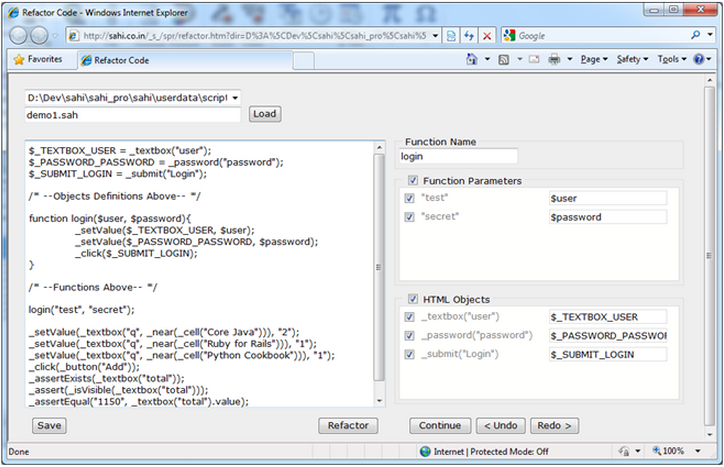 Refactor Code - Windows Internet Explorer
http://sahi.co.in/_s_/spr/refactor.htm?dir=D%3A%5CDev%5Csahi%5Csahi_pro%5Csahi%5Cuserdata%5Cscript
Google
Favorites
Refactor Code
Page
Safety
Tools
D:\Dev\sahi\sahi_pro\sahi\userdata\script
demo1.sah
Load
$_TEXTBOX_USER = _textbox("user");
$_PASSWORD_PASSWORD = _password("password");
$_SUBMIT_LOGIN = _submit("Login");
/* --Objects Definitions Above-- */
function login($user, $password){
_setValue($_TEXTBOX_USER, $user);
_setValue($_PASSWORD_PASSWORD, $password);
_click($_SUBMIT_LOGIN);
}
/* --Functions Above-- */
login("test", "secret");
_setValue(_textbox("q", _near(_cell("Core Java"))), "2");
_setValue(_textbox("q", _near(_cell("Ruby for Rails"))), "1");
_setValue(_textbox("q", _near(_cell("Python Cookbook"))), "1");
_click(_button("Add"));
_assertExists(_textbox("total"));
_assert(_isVisible(_textbox("total")));
_assertEqual("1150", _textbox("total").value);
Function Name
login
Function Parameters
"test" $user
"secret" $password
HTML Objects
_textbox("user") $_TEXTBOX_USER
_password("password") $_PASSWORD_PASSWOR
_submit("Login") $_SUBMIT_LOGIN
Save
Refactor
Continue
< Undo
Redo >
Done
Internet | Protected Mode: Off
100%